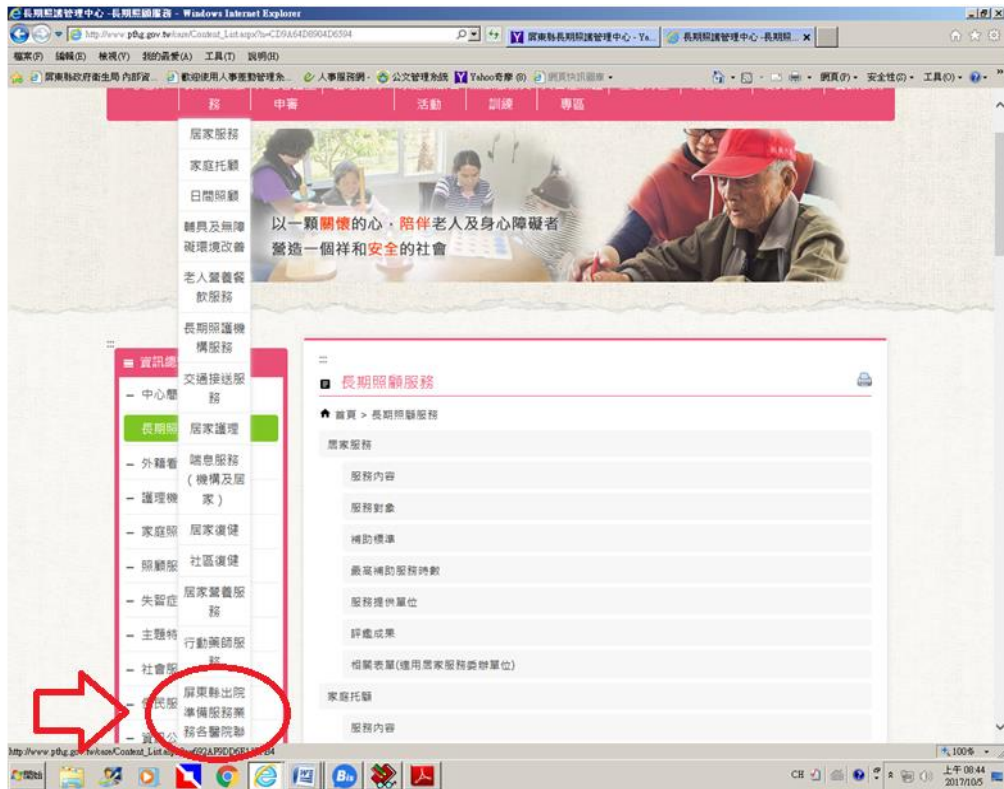 長期照護管理中心 -長期照顧服務 - Windows Internet Explorer
屏東縣長期照護管理中心 - Ya...
長期照護管理中心 -長期照...
檔案(F) 編輯(E) 檢視(V) 我的最愛(A) 工具(T) 說明(H)
屏東縣政府衛生局內部資...
歡迎使用人事差勤管理系...
人事服務網
公文管理系統
Yahoo奇摩 (6)
網頁快訊圖庫
網頁(P)
安全性(S)
工具(O)
務
申審
活動
訓練
專區
居家服務
家庭托顧
日間照顧
輔具及無障
礙環境改善
老人營養餐
飲服務
長期照護機
構服務
交通接送服
務
居家護理
喘息服務
(機構及居
家)
居家復健
社區復健
居家營養服
務
行動藥師服
務
屏東縣出院
準備服務業
務各醫院聯
以一顆關懷的心，陪伴老人及身心障礙者
營造一個祥和安全的社會
資訊總
中心簡
長期照
外籍看
護理機
家庭照
照顧服
失智症
主題特
社會服
便民服
資訊公
長期照顧服務
首頁 > 長期照顧服務
居家服務
服務內容
服務對象
補助標準
最高補助服務時數
服務提供單位
評鑑成果
相關表單(適用居家服務委辦單位)
家庭托顧
服務內容
100%
開始
CH
上午 08:44
2017/10/5